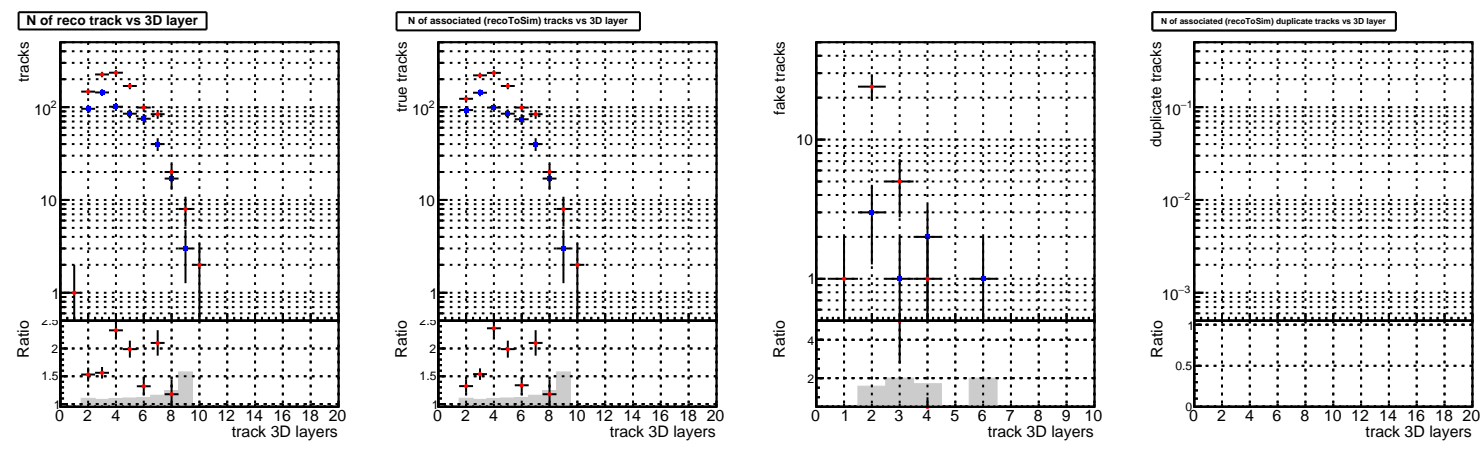 N of reco track vs 3D layer
tracks
10²
10
1
Ratio
2.5
2
1.5
1
0 2 4 6 8 10 12 14 16 18 20
track 3D layers
N of associated (recoToSim) tracks vs 3D layer
true tracks
10²
10
1
Ratio
2.5
2
1.5
1
0 2 4 6 8 10 12 14 16 18 20
track 3D layers
fake tracks
10
1
Ratio
4
2
0 1 2 3 4 5 6 7 8 9 10
track 3D layers
N of associated (recoToSim) duplicate tracks vs 3D layer
duplicate tracks
10⁻¹
10⁻²
10⁻³
Ratio
1
0.5
0
0 2 4 6 8 10 12 14 16 18 20
track 3D layers